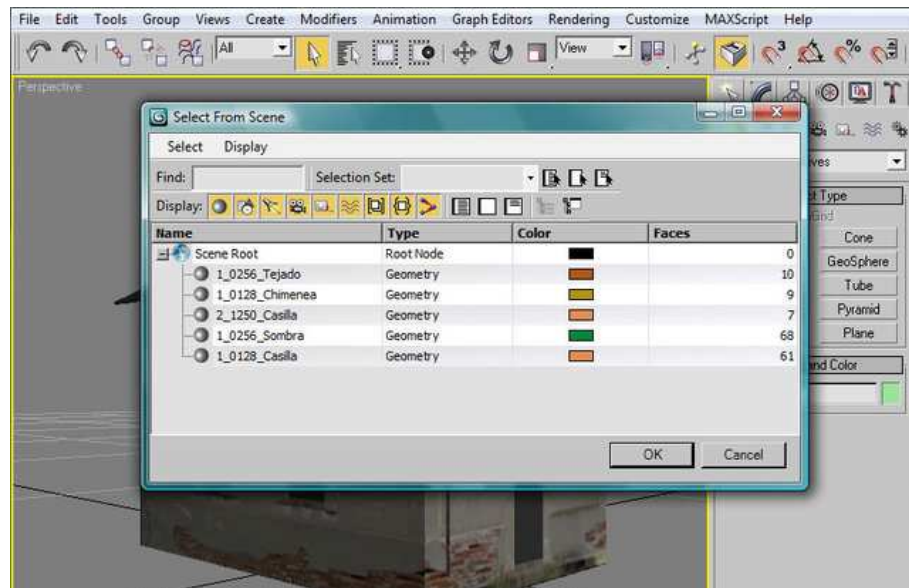 File Edit Tools Group Views Create Modifiers Animation Graph Editors Rendering Customize MAXScript Help
All
View
Perspective
Select From Scene
Select Display
Find:
Selection Set:
Display:
Name Type Color Faces
Scene Root Root Node 0
1_0256_Tejado Geometry 10
1_0128_Chimenea Geometry 9
2_1250_Casilla Geometry 7
1_0256_Sombra Geometry 68
1_0128_Casilla Geometry 61
OK Cancel
ves
t Type
Grid
Cone
GeoSphere
Tube
Pyramid
Plane
and Color